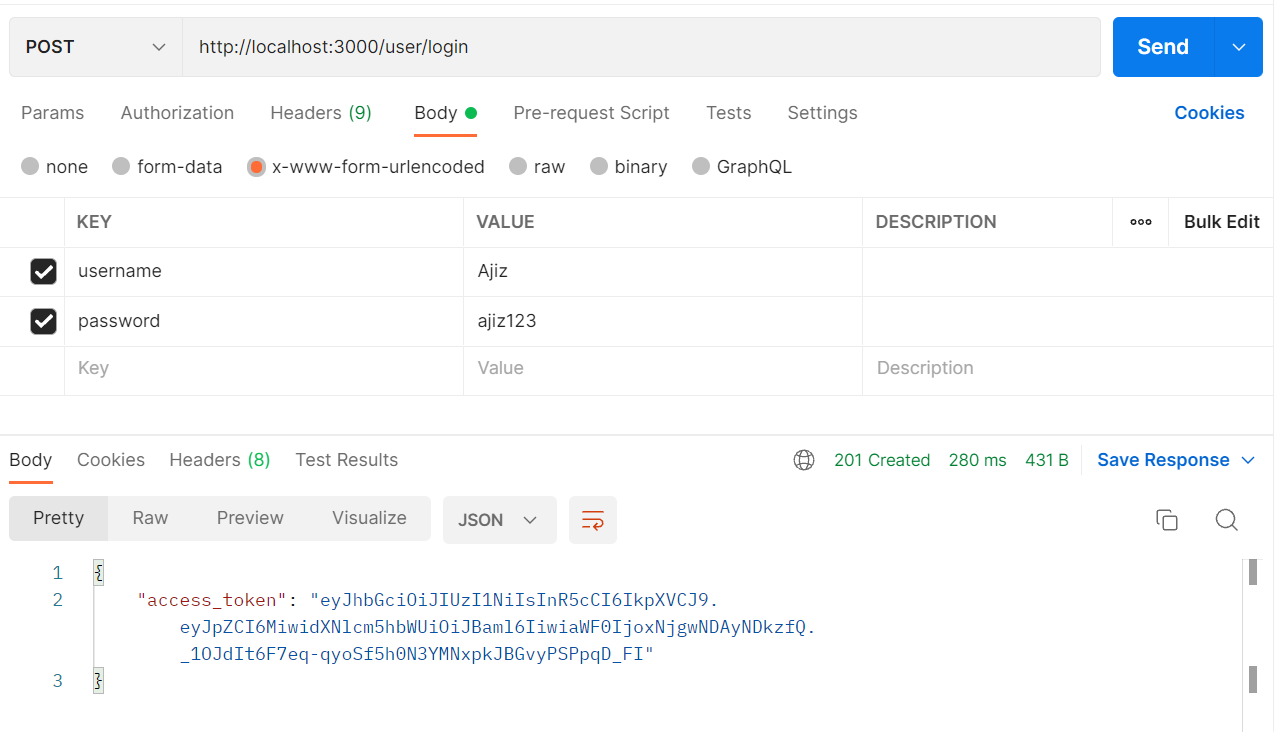 POST http://localhost:3000/user/login Send
Params Authorization Headers (9) Body Pre-request Script Tests Settings Cookies
none form-data x-www-form-urlencoded raw binary GraphQL
KEY VALUE DESCRIPTION Bulk Edit
username Ajiz
password ajiz123
Key Value Description
Body Cookies Headers (8) Test Results 201 Created 280 ms 431 B Save Response
Pretty Raw Preview Visualize JSON
1 {
2 "access_token": "eyJhbGciOiJIUzI1NiIsInR5cCI6IkpXVCJ9.
eyJpZCI6MiwidXNlcm5hbWUiOiJBaml6IiwiaWF0IjoxNjgwNDAyNDkzfQ.
_1OJdIt6F7eq-qyoSf5h0N3YMNxpkJBGvyPSPpqD_FI"
3 }